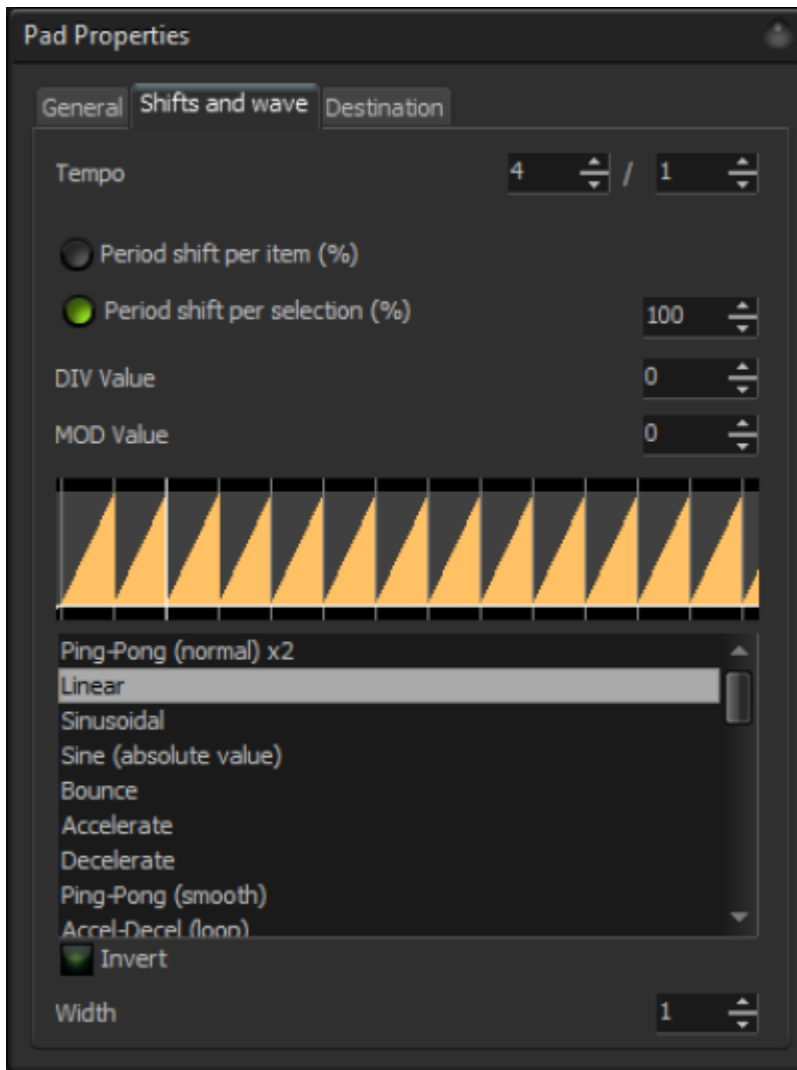 Pad Properties
General Shifts and wave Destination
Tempo 4 / 1
Period shift per item (%)
Period shift per selection (%) 100
DIV Value 0
MOD Value 0
Ping-Pong (normal) x2
Linear
Sinusoidal
Sine (absolute value)
Bounce
Accelerate
Decelerate
Ping-Pong (smooth)
Accel-Decel (loop)
Invert
Width 1